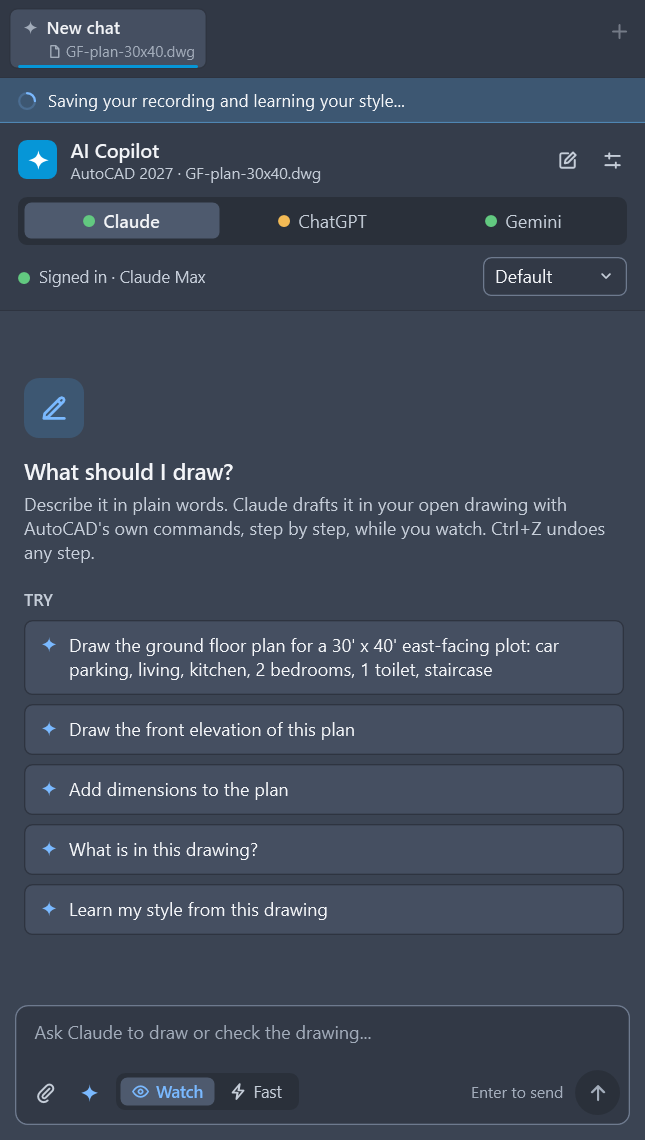 New chat
GF-plan-30x40.dwg
Saving your recording and learning your style...
AI Copilot
AutoCAD 2027 · GF-plan-30x40.dwg
Claude
ChatGPT
Gemini
Signed in · Claude Max
Default
What should I draw?
Describe it in plain words. Claude drafts it in your open drawing with
AutoCAD's own commands, step by step, while you watch. Ctrl+Z undoes
any step.
TRY
Draw the ground floor plan for a 30' x 40' east-facing plot: car
parking, living, kitchen, 2 bedrooms, 1 toilet, staircase
Draw the front elevation of this plan
Add dimensions to the plan
What is in this drawing?
Learn my style from this drawing
Ask Claude to draw or check the drawing...
Watch
Fast
Enter to send